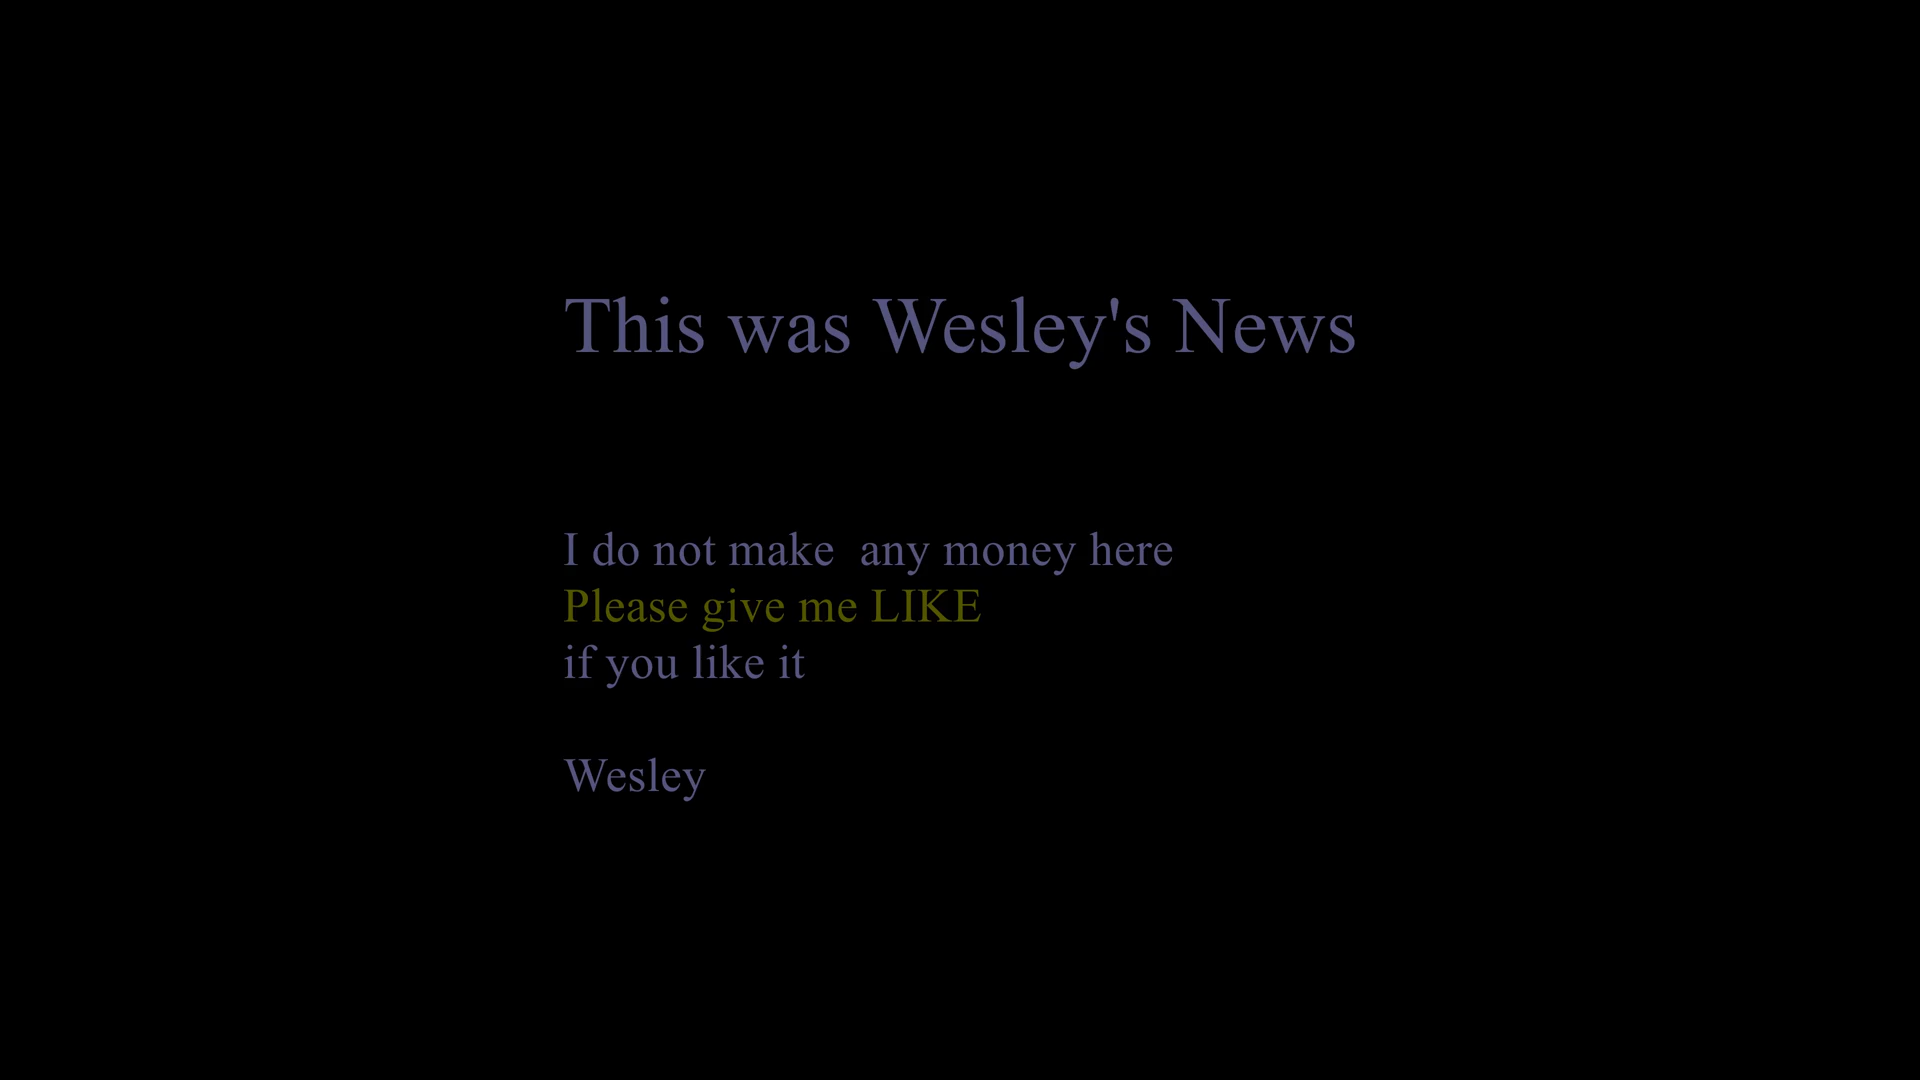 This was Wesley's News
I do not make  any money here
Please give me LIKE
if you like it
Wesley